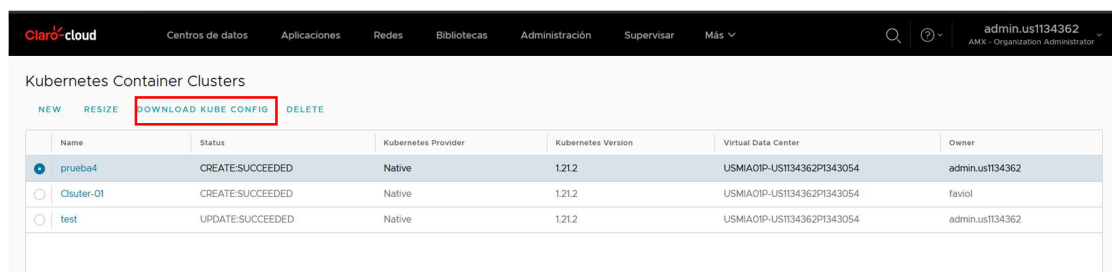 Claro-cloud Centros de datos Aplicaciones Redes Bibliotecas Administración Supervisar Más admin.us1134362
AMX - Organization Administrator
Kubernetes Container Clusters
NEW RESIZE DOWNLOAD KUBE CONFIG DELETE
Name Status Kubernetes Provider Kubernetes Version Virtual Data Center Owner
prueba4 CREATE:SUCCEEDED Native 1.21.2 USMIA01P-US1134362P1343054 admin.us1134362
Clsuter-01 CREATE:SUCCEEDED Native 1.21.2 USMIA01P-US1134362P1343054 faviol
test UPDATE:SUCCEEDED Native 1.21.2 USMIA01P-US1134362P1343054 admin.us1134362